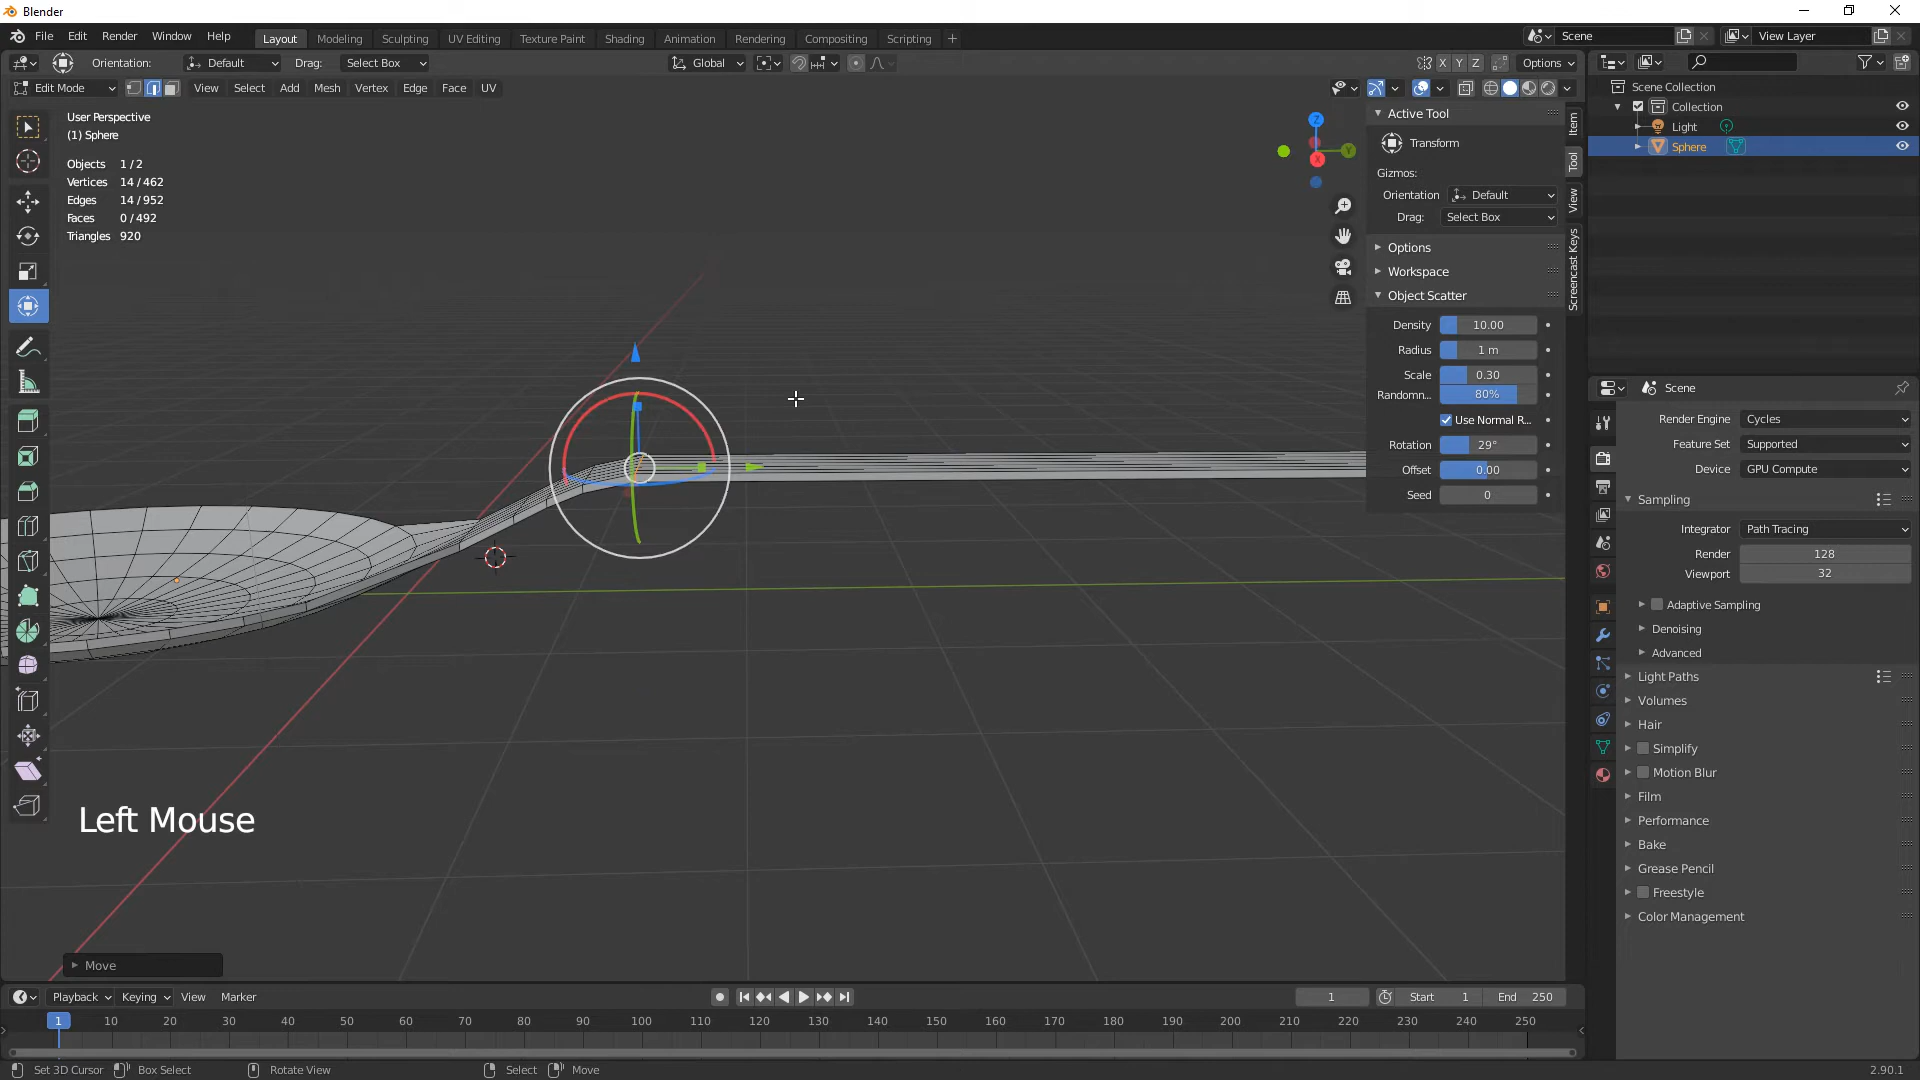 Blender
File Edit Render Window Help Layout Modeling Sculpting UV Editing Texture Paint Shading Animation Rendering Compositing Scripting + Scene View Layer
Orientation: Default Drag: Select Box Global X Y Z Options
Edit Mode View Select Add Mesh Vertex Edge Face UV
User Perspective
(1) Sphere
Objects 1 / 2
Vertices 14 / 462
Edges 14 / 952
Faces 0 / 492
Triangles 920
Z
Y
X
Active Tool
Transform
Gizmos:
Orientation Default
Drag: Select Box
Options
Workspace
Object Scatter
Density 10.00
Radius 1 m
Scale 0.30
Randomn... 80%
Use Normal R...
Rotation 29°
Offset 0.00
Seed 0
Item
Tool
View
Screencast Keys
Scene Collection
Collection
Light
Sphere
Scene
Render Engine Cycles
Feature Set Supported
Device GPU Compute
Sampling
Integrator Path Tracing
Render 128
Viewport 32
Adaptive Sampling
Denoising
Advanced
Light Paths
Volumes
Hair
Simplify
Motion Blur
Film
Performance
Bake
Grease Pencil
Freestyle
Color Management
Left Mouse
Move
Playback Keying View Marker 1 Start 1 End 250
1 10 20 30 40 50 60 70 80 90 100 110 120 130 140 150 160 170 180 190 200 210 220 230 240 250
Set 3D Cursor Box Select Rotate View Select Move 2.90.1